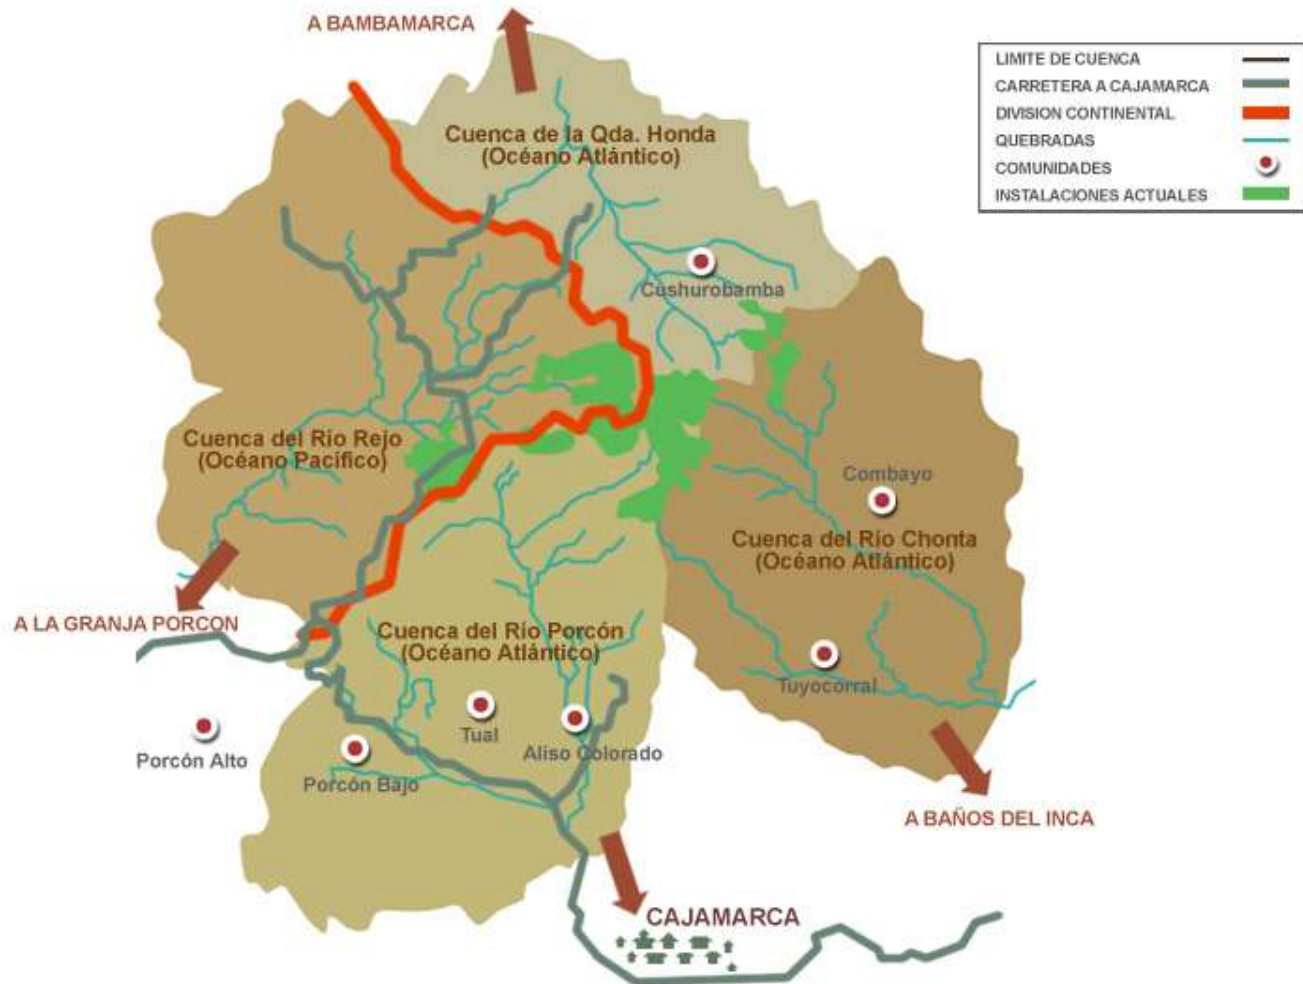 A BAMBAMARCA
LIMITE DE CUENCA
CARRETERA A CAJAMARCA
DIVISION CONTINENTAL
QUEBRADAS
COMUNIDADES
INSTALACIONES ACTUALES
Cuenca de la Qda. Honda
(Océano Atlántico)
Cushurobamba
Cuenca del Río Rejo
(Océano Pacífico)
Combayo
Cuenca del Río Chonta
(Océano Atlántico)
A LA GRANJA PORCON
Cuenca del Río Porcón
(Océano Atlántico)
Tuyocorral
Tual
Aliso Colorado
Porcón Alto
Porcón Bajo
A BAÑOS DEL INCA
CAJAMARCA